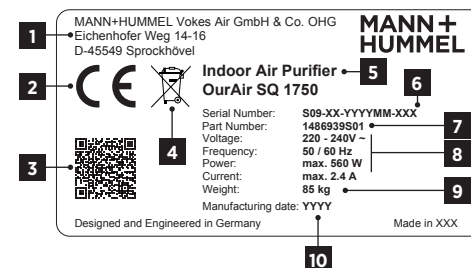 MANN+HUMMEL Vokes Air GmbH & Co. OHG
Eichenhofer Weg 14-16
D-45549 Sprockhövel
MANN+
HUMMEL
1
2
CE
Indoor Air Purifier
OurAir SQ 1750
5
6
Serial Number: S09-XX-YYYYMM-XXX
Part Number: 1486939S01
7
Voltage: 220 - 240V ~
Frequency: 50 / 60 Hz
Power: max. 560 W
8
Current: max. 2.4 A
Weight: 85 kg
9
3
4
Manufacturing date: YYYY
Designed and Engineered in Germany
Made in XXX
10